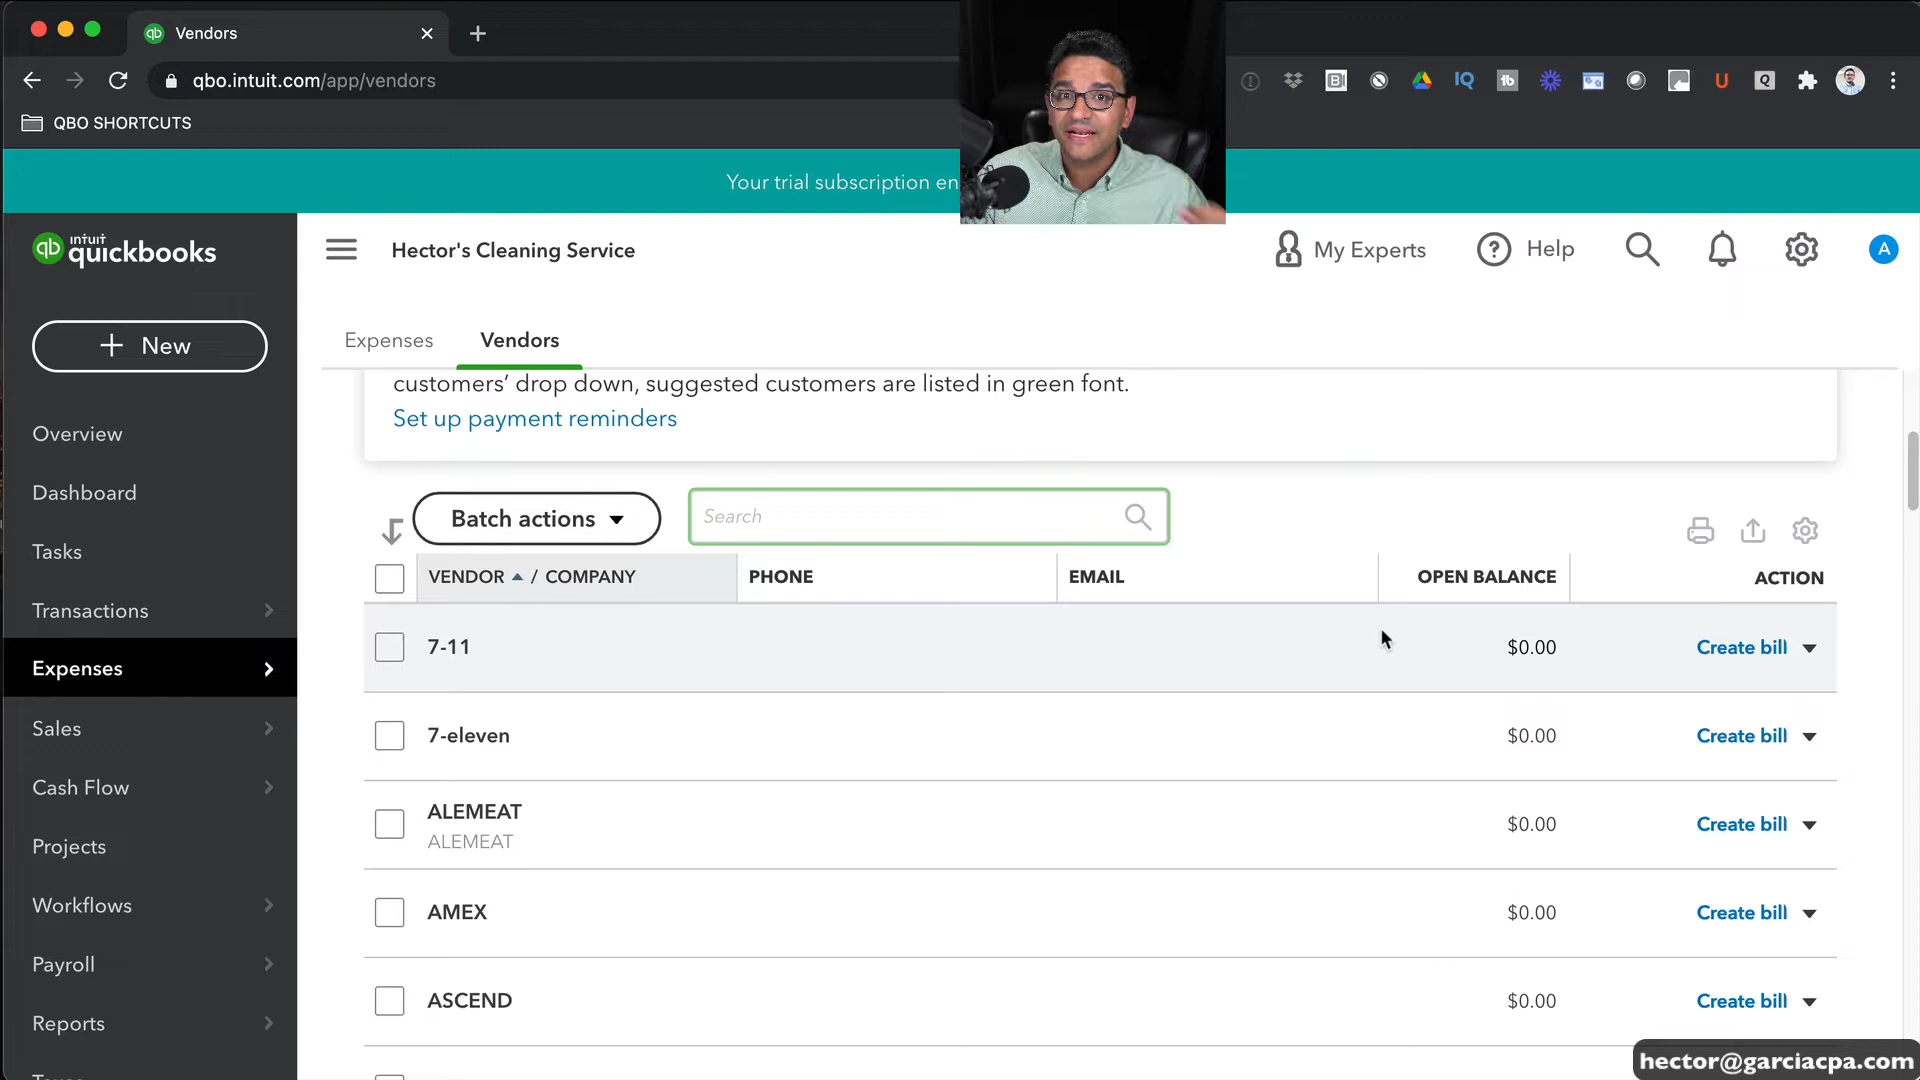 Vendors
qbo.intuit.com/app/vendors
QBO SHORTCUTS
Your trial subscription en
intuit
quickbooks
Hector's Cleaning Service
My Experts
Help
A
New
Expenses
Vendors
customers' drop down, suggested customers are listed in green font.
Set up payment reminders
Overview
Dashboard
Tasks
Transactions
Expenses
Sales
Cash Flow
Projects
Workflows
Payroll
Reports
Batch actions
Search
VENDOR / COMPANY PHONE EMAIL OPEN BALANCE ACTION
7-11 $0.00 Create bill
7-eleven $0.00 Create bill
ALEMEAT $0.00 Create bill
ALEMEAT
AMEX $0.00 Create bill
ASCEND $0.00 Create bill
hector@garciacpa.com